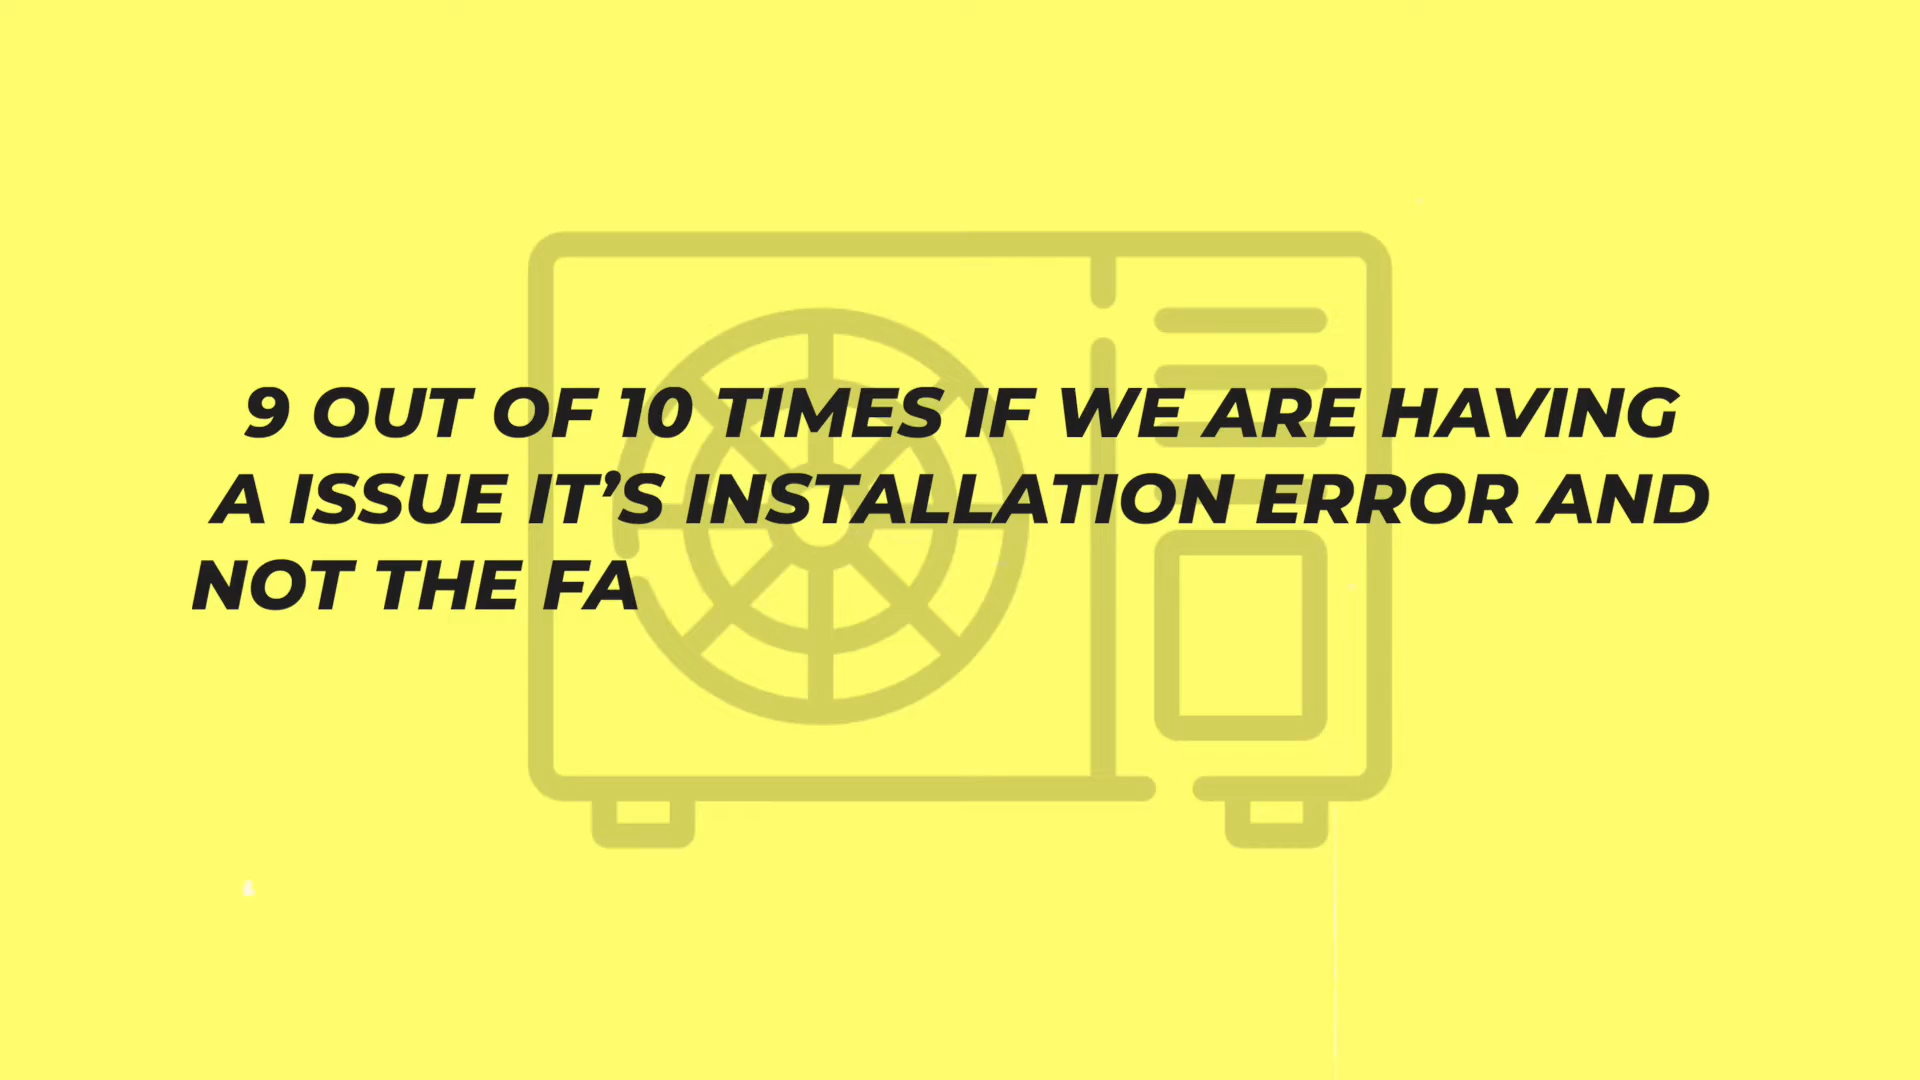 9 OUT OF 10 TIMES IF WE ARE HAVING
A ISSUE IT’S INSTALLATION ERROR AND
NOT THE FA